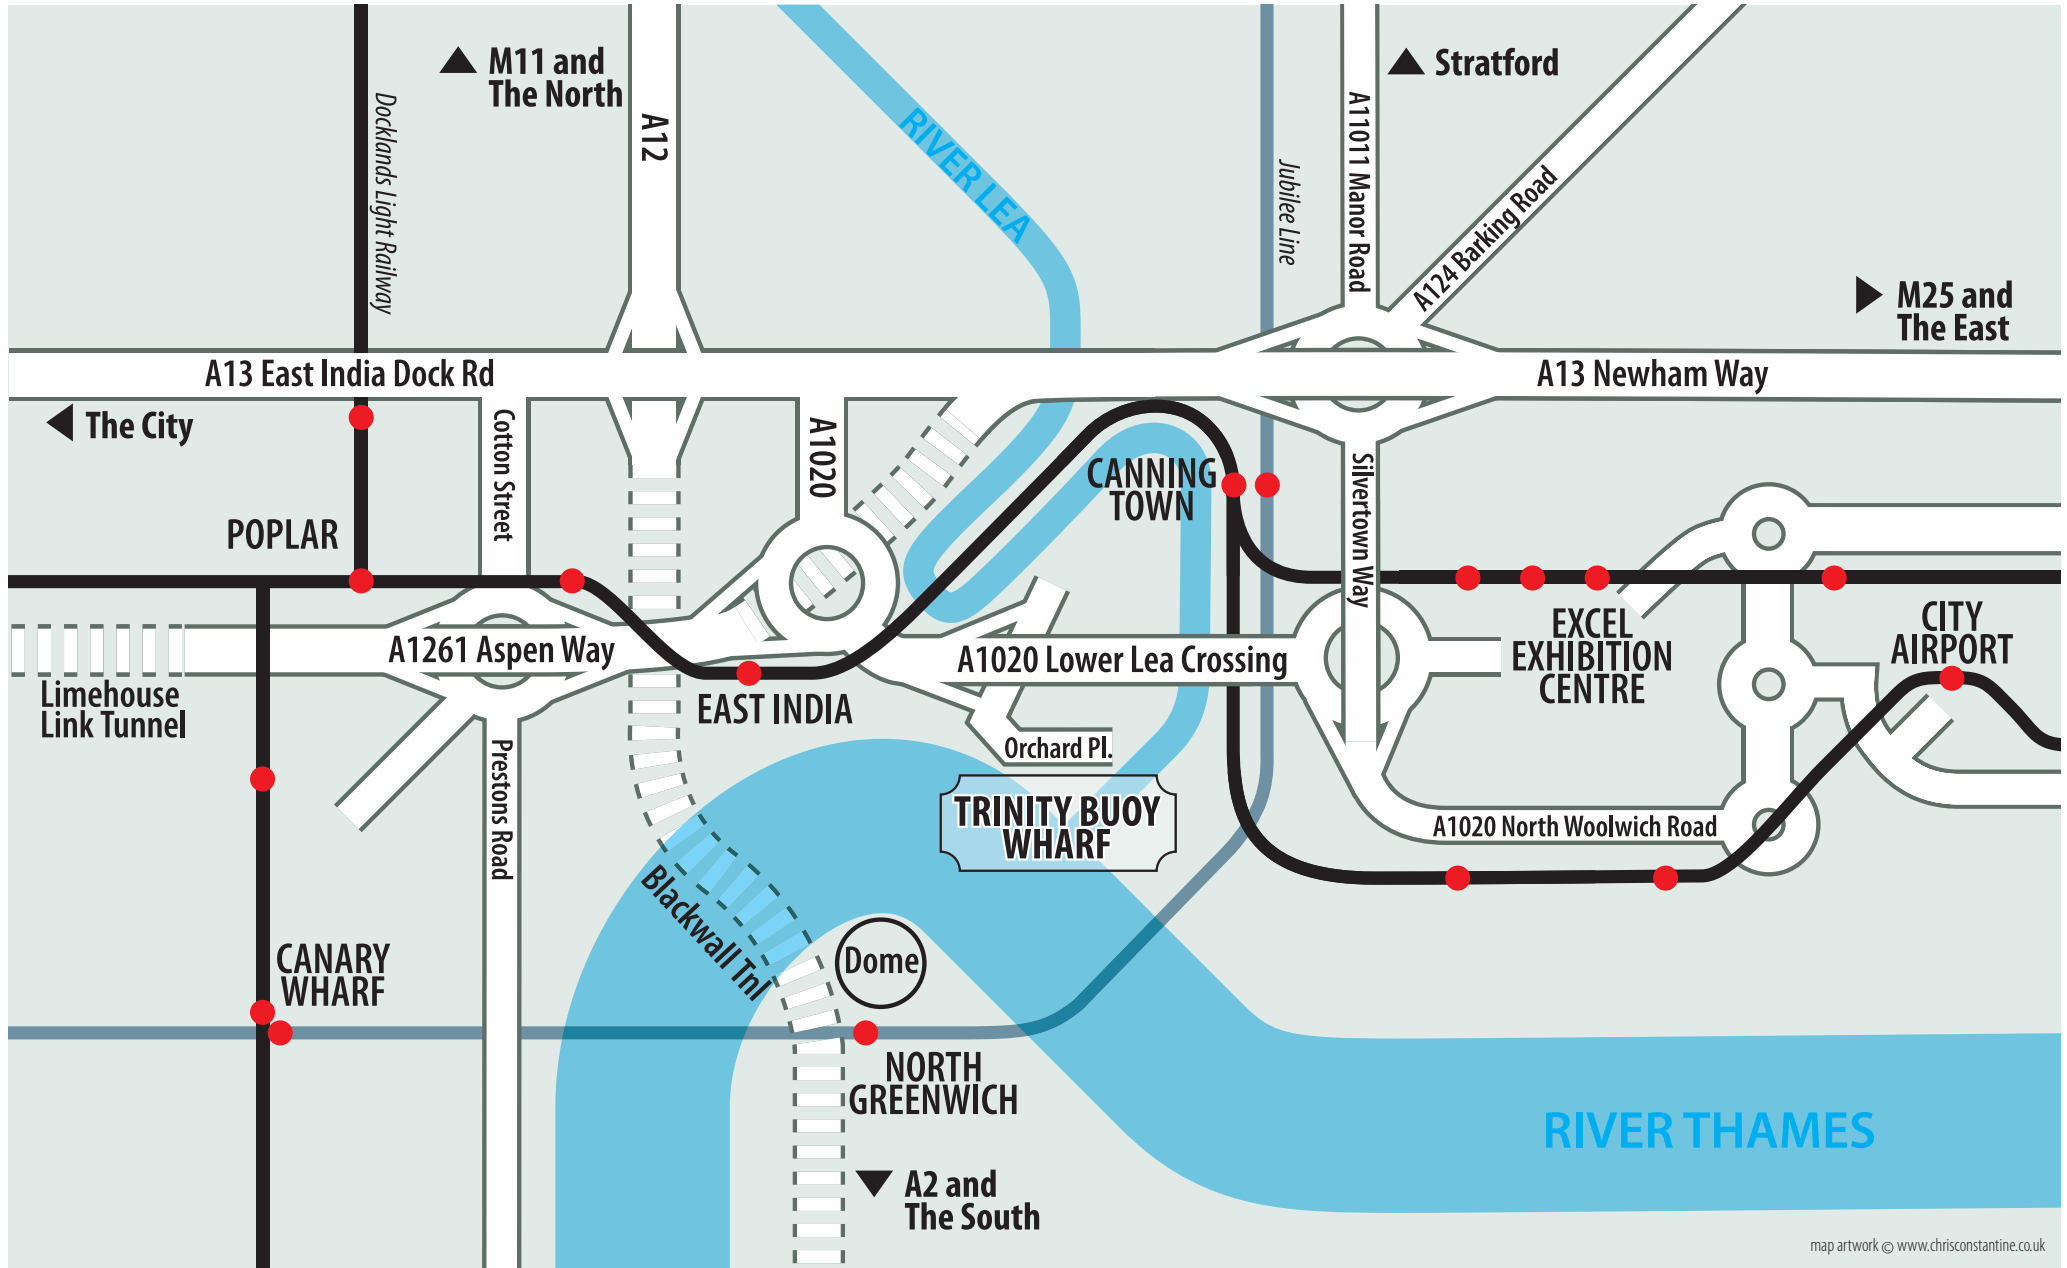 M11 and
The North
Stratford
Docklands Light Railway
A12
RIVER LEA
Jubilee Line
A11011 Manor Road
A124 Barking Road
M25 and
The East
A13 East India Dock Rd
A13 Newham Way
The City
Cotton Street
A1020
CANNING
TOWN
Silvertown Way
POPLAR
A1261 Aspen Way
A1020 Lower Lea Crossing
EXCEL
EXHIBITION
CENTRE
CITY
AIRPORT
Limehouse
Link Tunnel
EAST INDIA
Orchard Pl.
Prestons Road
TRINITY BUOY
WHARF
A1020 North Woolwich Road
Blackwall Tnl
CANARY
WHARF
Dome
NORTH
GREENWICH
RIVER THAMES
A2 and
The South
map artwork © www.chrisconstantine.co.uk